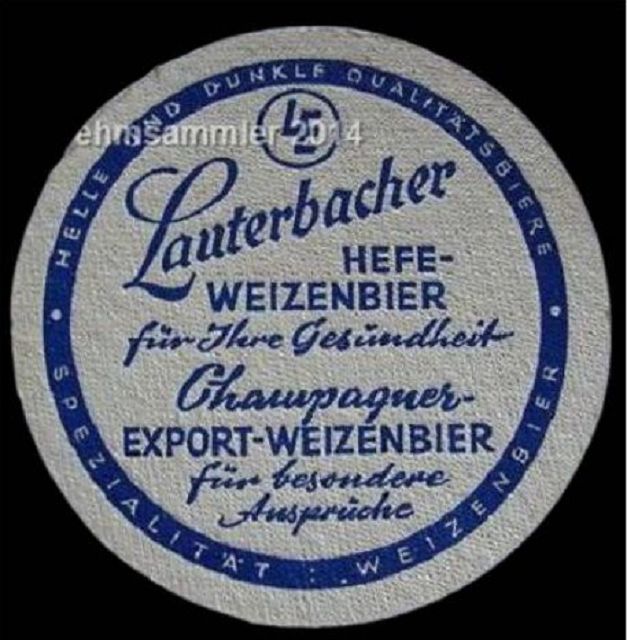 HELLE UND DUNKLE QUALITÄTSBIERE
ehmsammler 2014
Lauterbacher
HEFE-
WEIZENBIER
für Ihre Gesundheit
Champagner-
EXPORT-WEIZENBIER
für besondere
Ansprüche
SPEZIALITÄT : WEIZENBIER